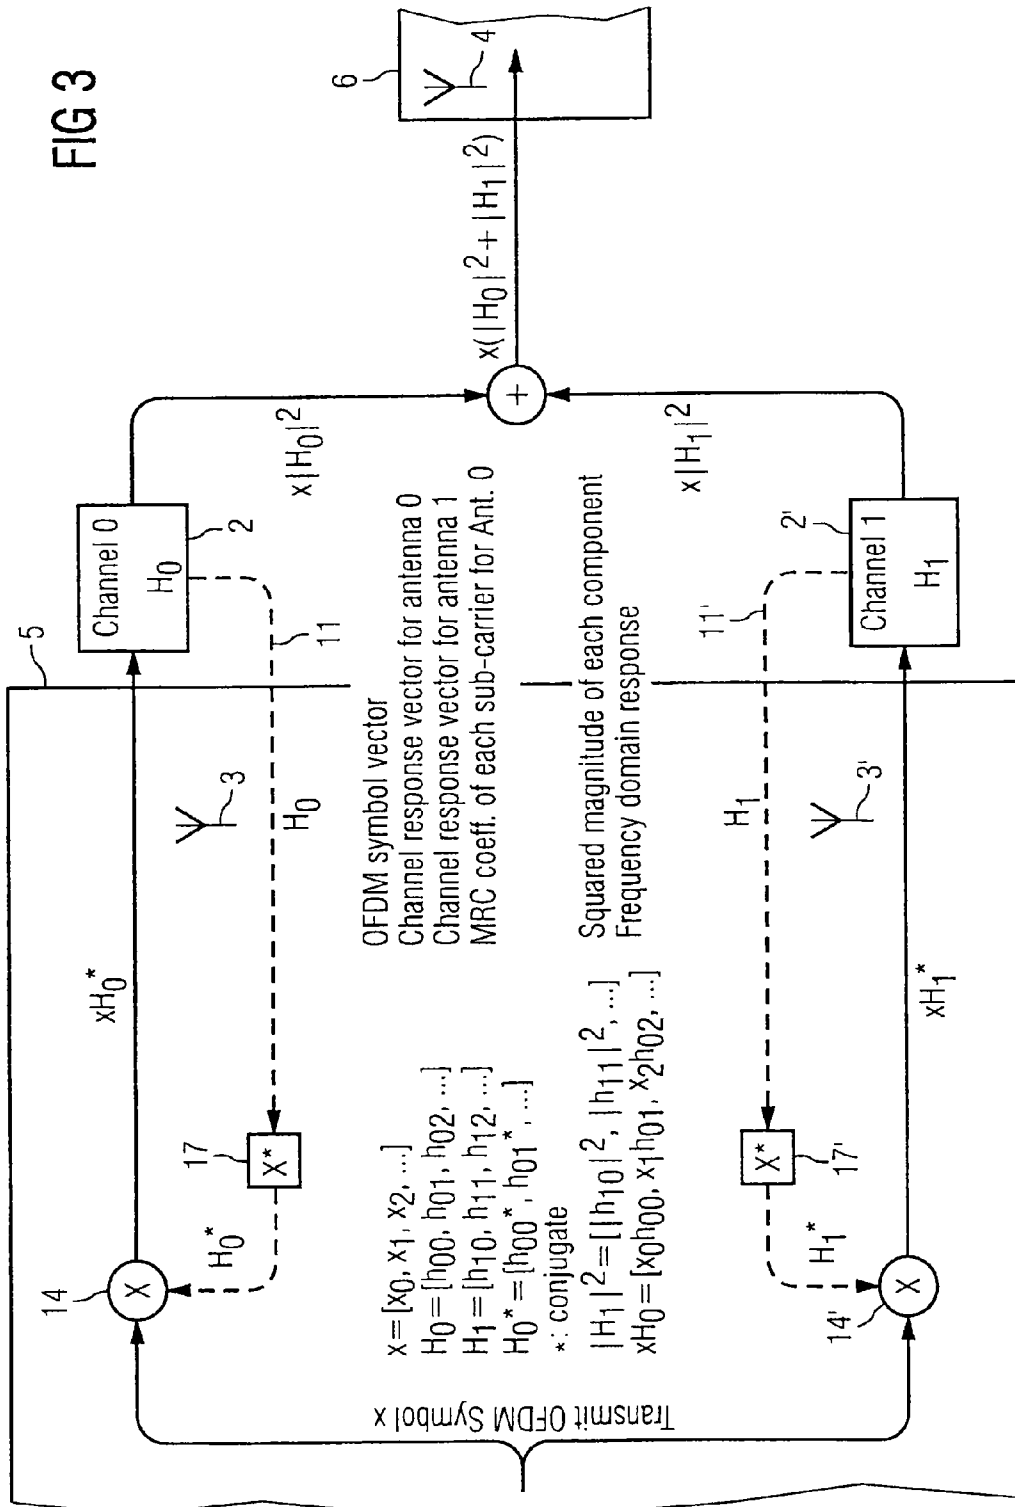 FIG 3
5
14
X
xH₀*
Channel 0
H₀
2
x|H₀|²
H₀*
17
X*
H₀
3
11
Transmit OFDM Symbol x
x=[x₀, x₁, x₂, ...] OFDM symbol vector
H₀=[h₀₀, h₀₁, h₀₂, ...] Channel response vector for antenna 0
H₁=[h₁₀, h₁₁, h₁₂, ...] Channel response vector for antenna 1
H₀*=[h₀₀*, h₀₁*, ...] MRC coeff. of each sub-carrier for Ant. 0
*: conjugate
|H₁|²=[|h₁₀|², |h₁₁|², ...] Squared magnitude of each component
xH₀=[x₀h₀₀, x₁h₀₁, x₂h₀₂, ...] Frequency domain response
+
x(|H₀|²+|H₁|²)
6
4
H₁*
X*
17'
H₁
3'
11'
14'
X
xH₁*
2'
Channel 1
H₁
x|H₁|²